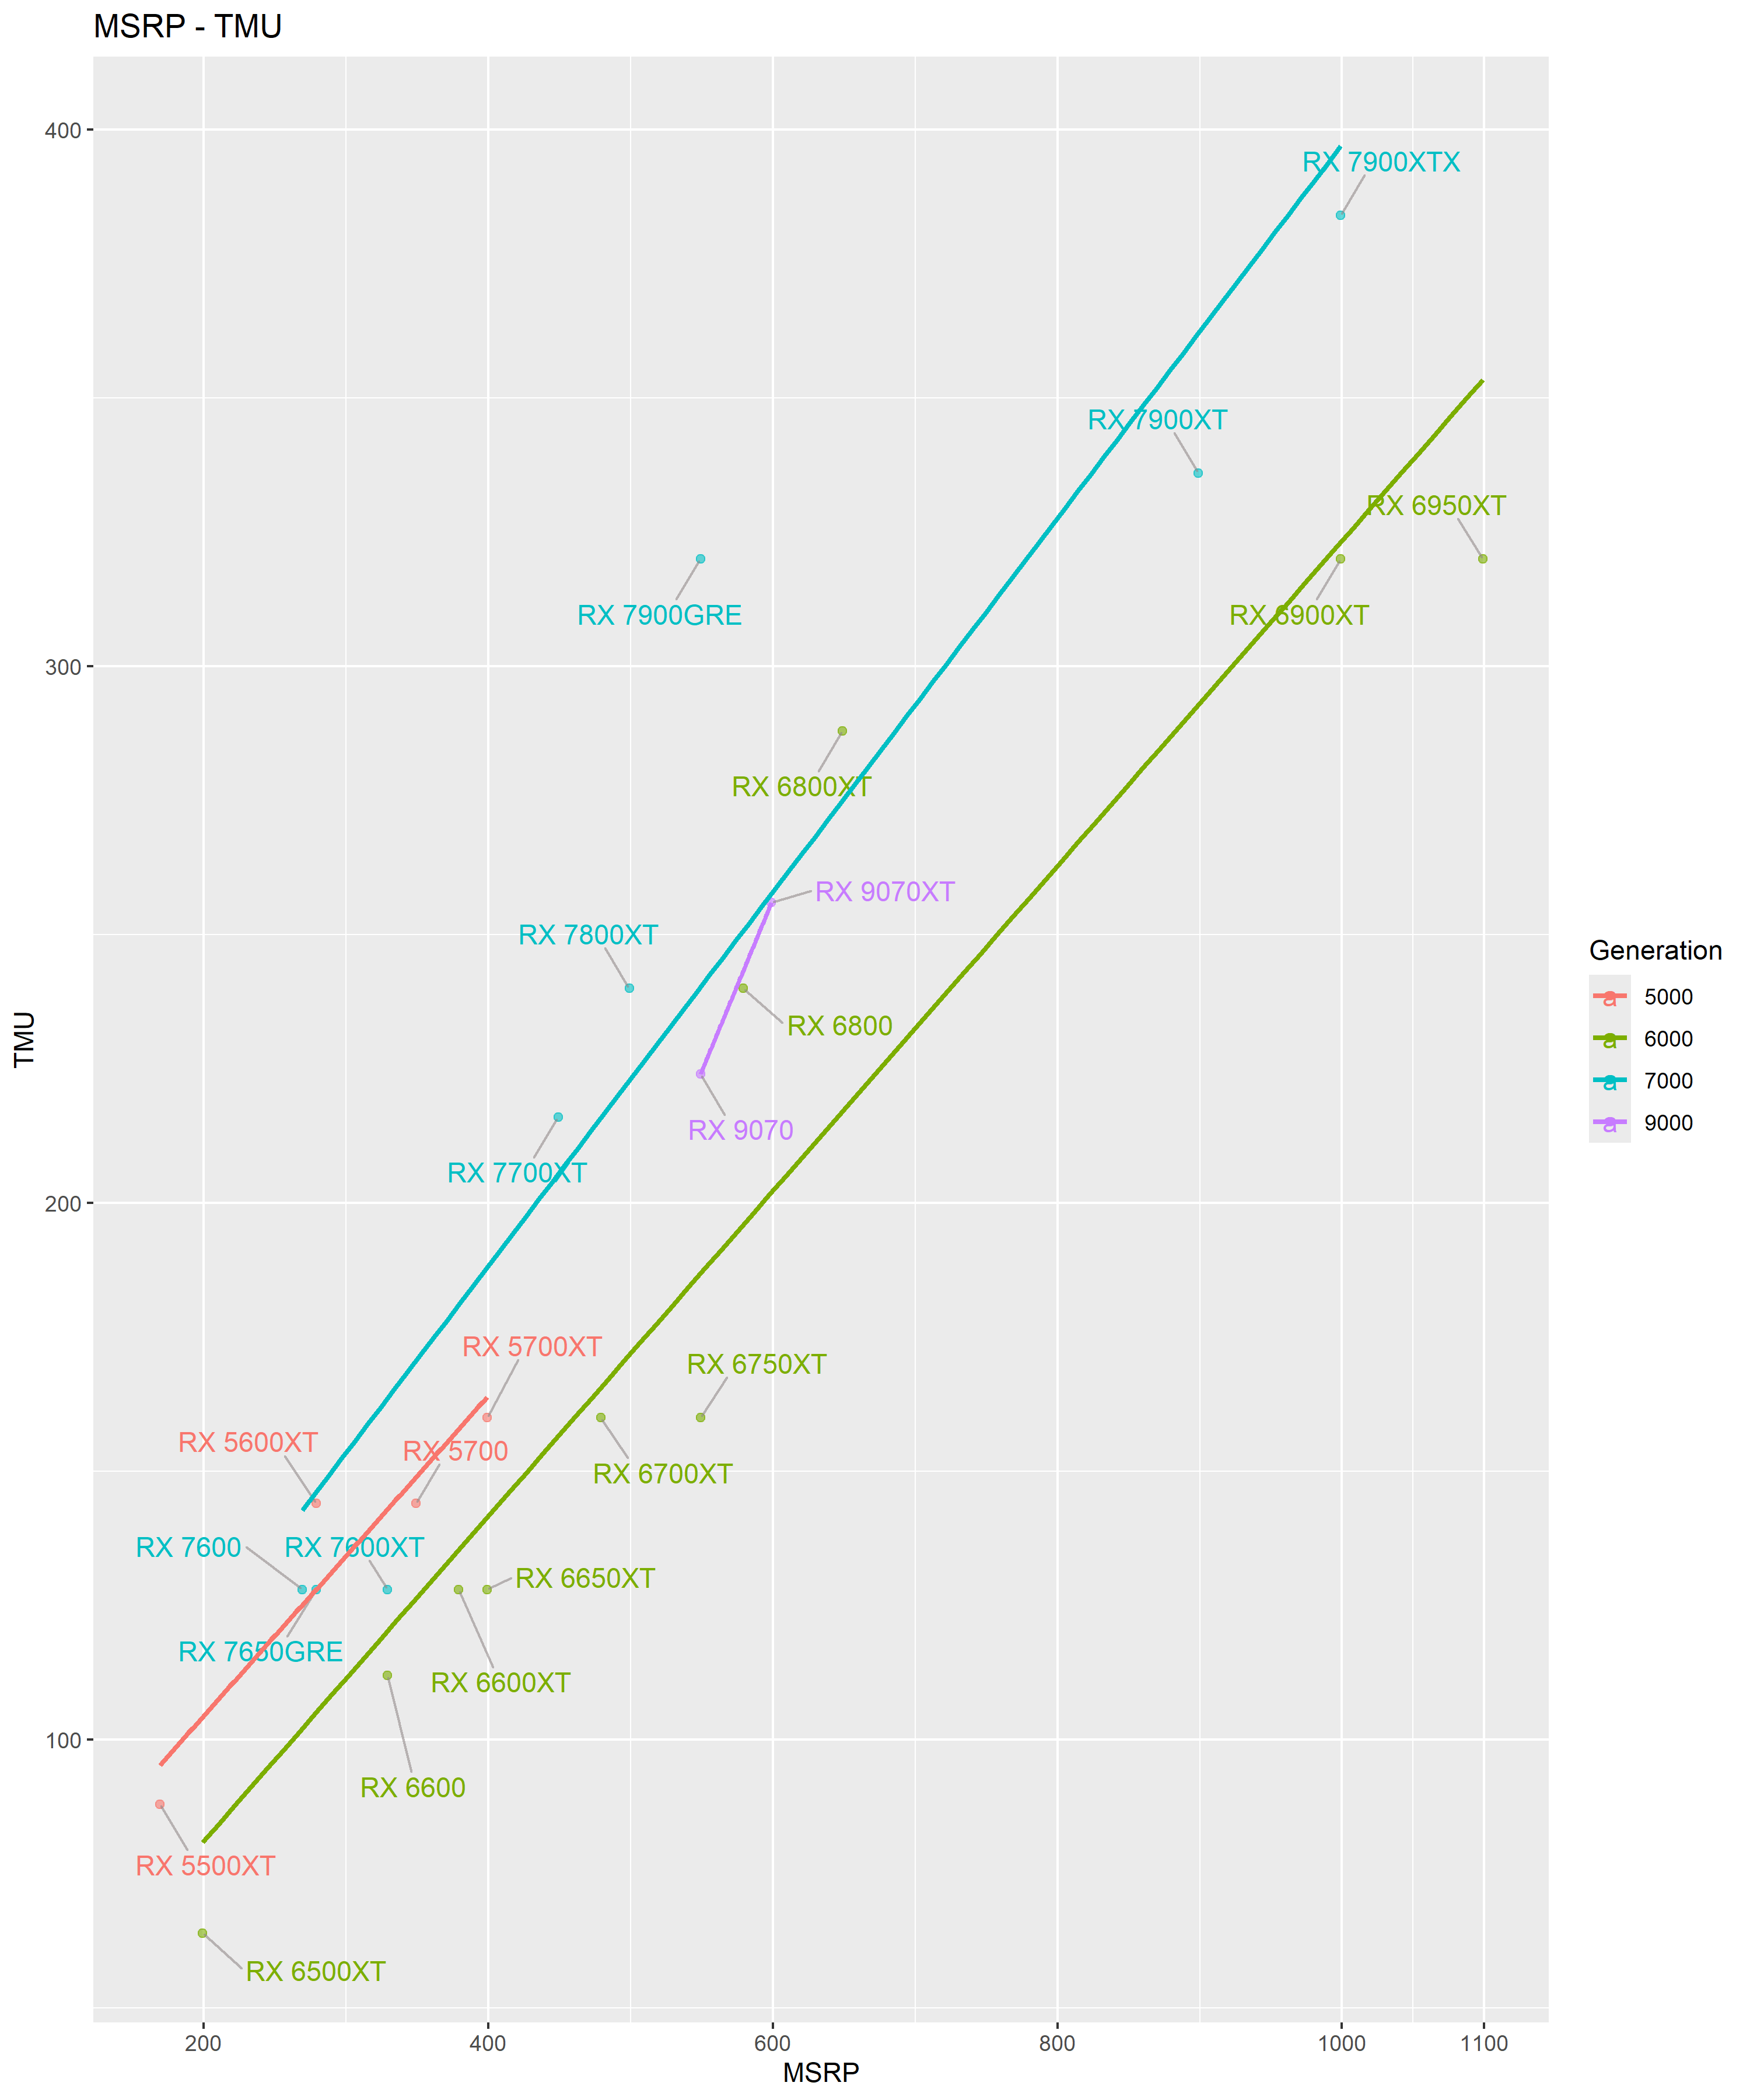 MSRP - TMU
400
RX 7900XTX
RX 7900XT
RX 6950XT
RX 7900GRE
RX 6900XT
300
RX 6800XT
RX 9070XT
RX 7800XT
RX 6800
RX 9070
RX 7700XT
200
RX 5700XT
RX 6750XT
RX 5600XT
RX 5700
RX 6700XT
RX 7600
RX 7600XT
RX 6650XT
RX 7650GRE
RX 6600XT
100
RX 6600
RX 5500XT
RX 6500XT
TMU
200 400 600 800 1000 1100
MSRP
Generation
a 5000
a 6000
a 7000
a 9000